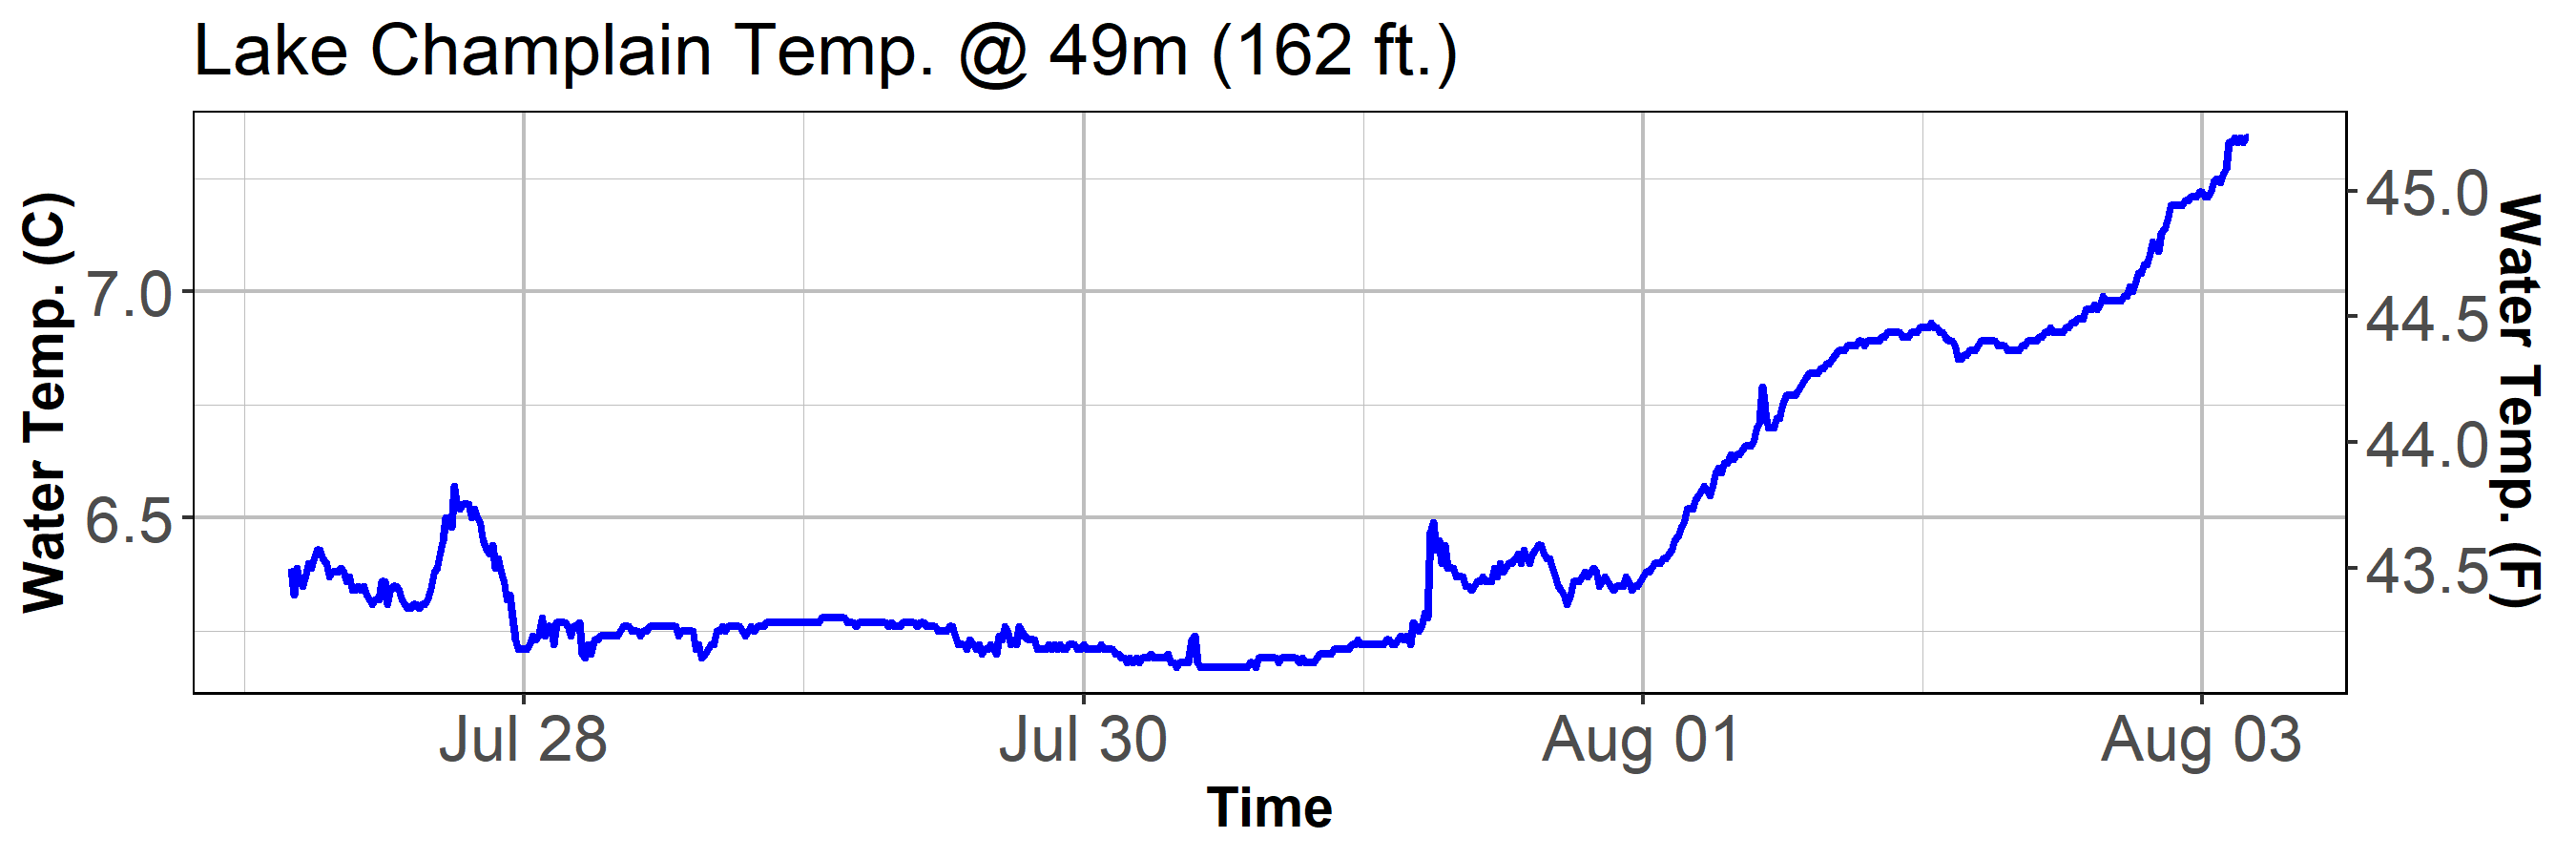 Lake Champlain Temp. @ 49m (162 ft.)
Water Temp. (C)
7.0
6.5
45.0
44.5
44.0
43.5
Water Temp. (F)
Jul 28
Jul 30
Aug 01
Aug 03
Time